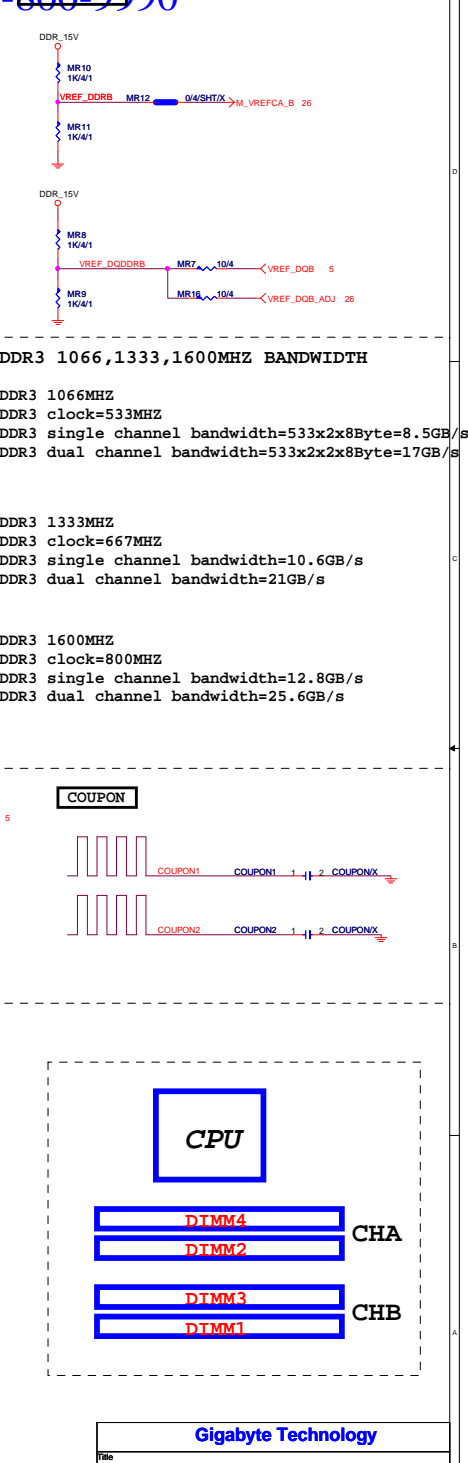 DDR_15V
MR10
1K/4/1
VREF_DDRB MR12 0/4/SHT/X M_VREFCA_B 26
MR11
1K/4/1
DDR_15V
MR8
1K/4/1
VREF_DQDDRB MR7 10/4 VREF_DQB 5
MR9
1K/4/1
MR16 10/4 VREF_DQB_ADJ 26
D
DDR3 1066,1333,1600MHZ BANDWIDTH
DDR3 1066MHZ
DDR3 clock=533MHZ
DDR3 single channel bandwidth=533x2x8Byte=8.5GB/s
DDR3 dual channel bandwidth=533x2x2x8Byte=17GB/s
DDR3 1333MHZ
DDR3 clock=667MHZ
DDR3 single channel bandwidth=10.6GB/s
DDR3 dual channel bandwidth=21GB/s
C
DDR3 1600MHZ
DDR3 clock=800MHZ
DDR3 single channel bandwidth=12.8GB/s
DDR3 dual channel bandwidth=25.6GB/s
COUPON
5
COUPON1 COUPON1 1 2 COUPON/X
COUPON2 COUPON2 1 2 COUPON/X
B
CPU
DIMM4
CHA
DIMM2
DIMM3
CHB
DIMM1
A
Gigabyte Technology
Title